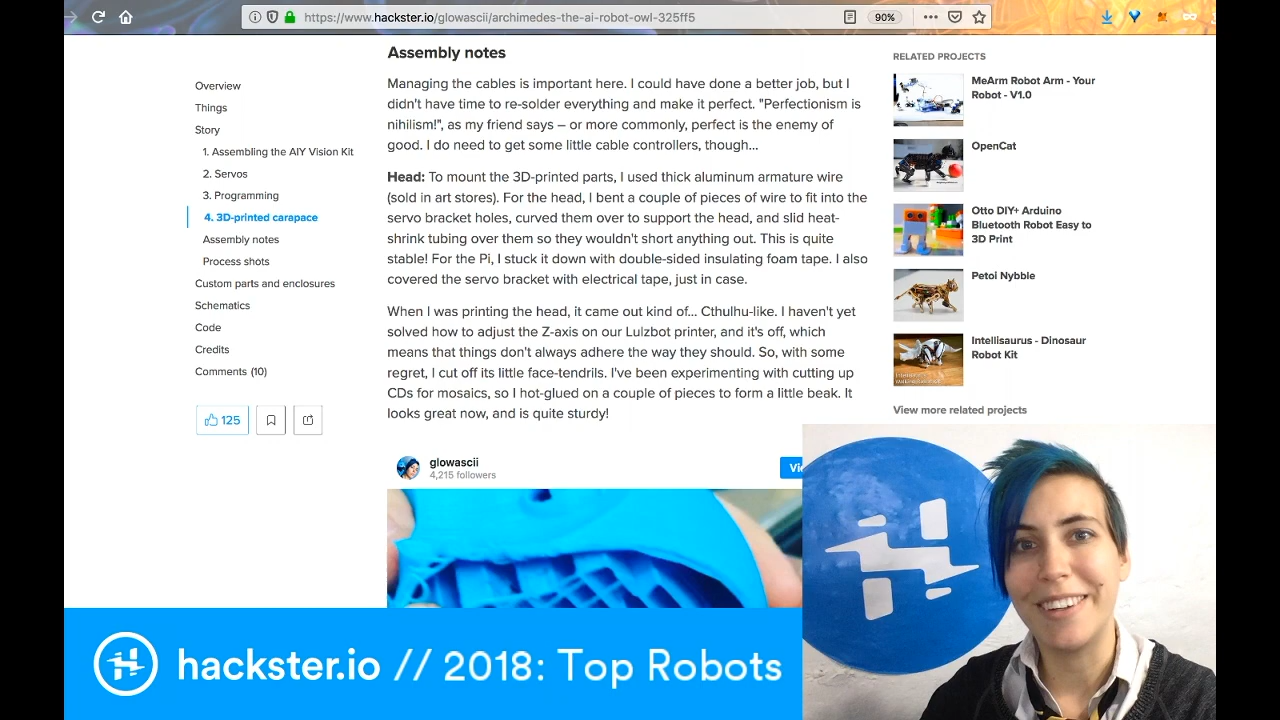 https://www.hackster.io/glowascii/archimedes-the-ai-robot-owl-325ff5
90%
Overview
Things
Story
1. Assembling the AIY Vision Kit
2. Servos
3. Programming
4. 3D-printed carapace
Assembly notes
Process shots
Custom parts and enclosures
Schematics
Code
Credits
Comments (10)
125
Assembly notes
Managing the cables is important here. I could have done a better job, but I
didn't have time to re-solder everything and make it perfect. "Perfectionism is
nihilism!", as my friend says – or more commonly, perfect is the enemy of
good. I do need to get some little cable controllers, though...
Head: To mount the 3D-printed parts, I used thick aluminum armature wire
(sold in art stores). For the head, I bent a couple of pieces of wire to fit into the
servo bracket holes, curved them over to support the head, and slid heat-
shrink tubing over them so they wouldn't short anything out. This is quite
stable! For the Pi, I stuck it down with double-sided insulating foam tape. I also
covered the servo bracket with electrical tape, just in case.
When I was printing the head, it came out kind of... Cthulhu-like. I haven't yet
solved how to adjust the Z-axis on our Lulzbot printer, and it's off, which
means that things don't always adhere the way they should. So, with some
regret, I cut off its little face-tendrils. I've been experimenting with cutting up
CDs for mosaics, so I hot-glued on a couple of pieces to form a little beak. It
looks great now, and is quite sturdy!
glowascii
4,215 followers
Vi
RELATED PROJECTS
MeArm Robot Arm - Your
Robot - V1.0
OpenCat
Otto DIY+ Arduino
Bluetooth Robot Easy to
3D Print
Petoi Nybble
Intellisaurus - Dinosaur
Robot Kit
View more related projects
hackster.io // 2018: Top Robots